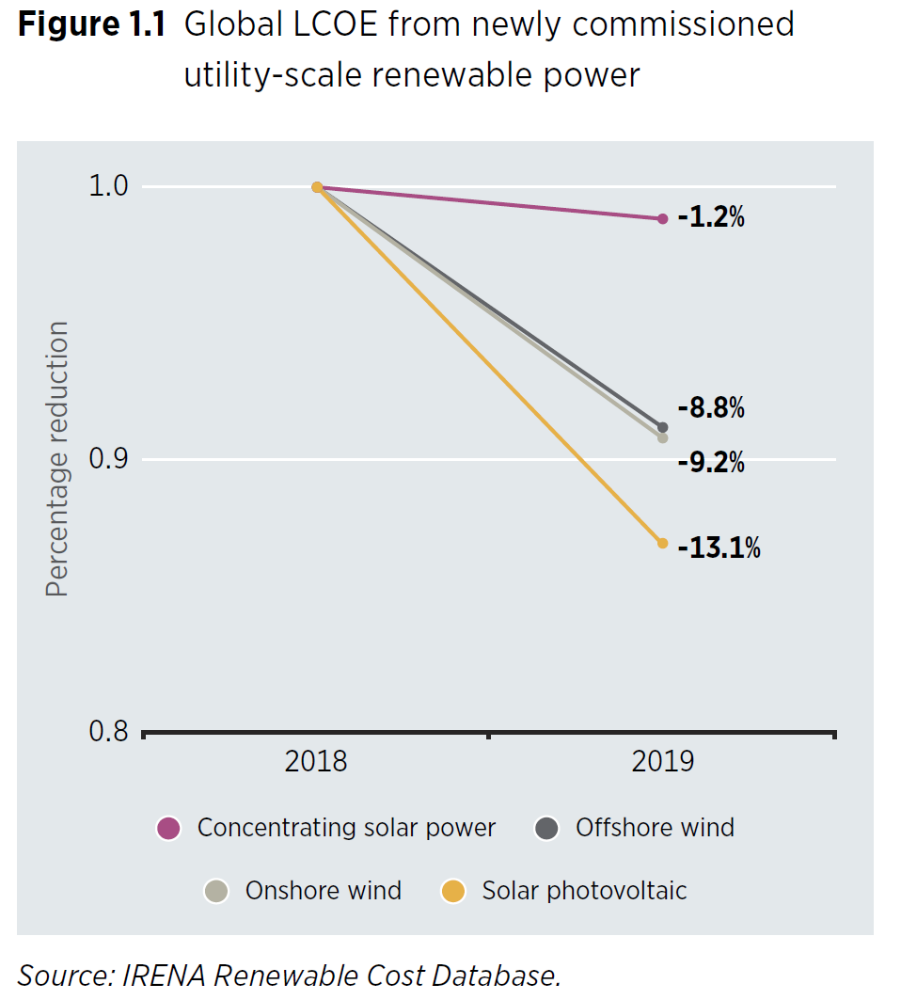 Figure 1.1 Global LCOE from newly commissioned
utility-scale renewable power
Percentage reduction
1.0
0.9
0.8
-1.2%
-8.8%
-9.2%
-13.1%
2018 2019
Concentrating solar power Offshore wind
Onshore wind Solar photovoltaic
Source: IRENA Renewable Cost Database.